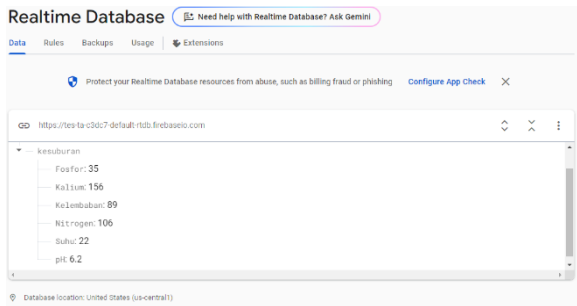 Realtime Database Need help with Realtime Database? Ask Gemini
Data Rules Backups Usage Extensions
Protect your Realtime Database resources from abuse, such as billing fraud or phishing Configure App Check
https://tes-ta-c3dc7-default-rtdb.firebaseio.com
kesuburan
Fosfor: 35
Kalium: 156
Kelembaban: 89
Nitrogen: 106
Suhu: 22
pH: 6.2
Database location: United States (us-central1)